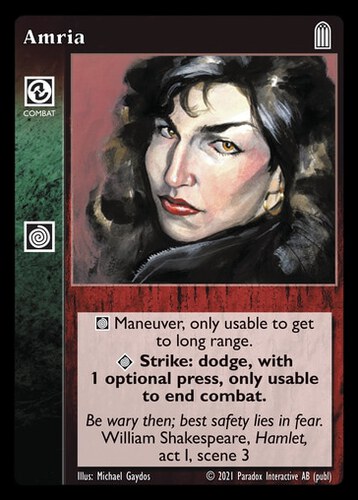 Amria
COMBAT
Maneuver, only usable to get
to long range.
Strike: dodge, with
1 optional press, only usable
to end combat.
Be wary then; best safety lies in fear.
William Shakespeare, Hamlet,
act I, scene 3
Illus: Michael Gaydos © 2021 Paradox Interactive AB (publ)